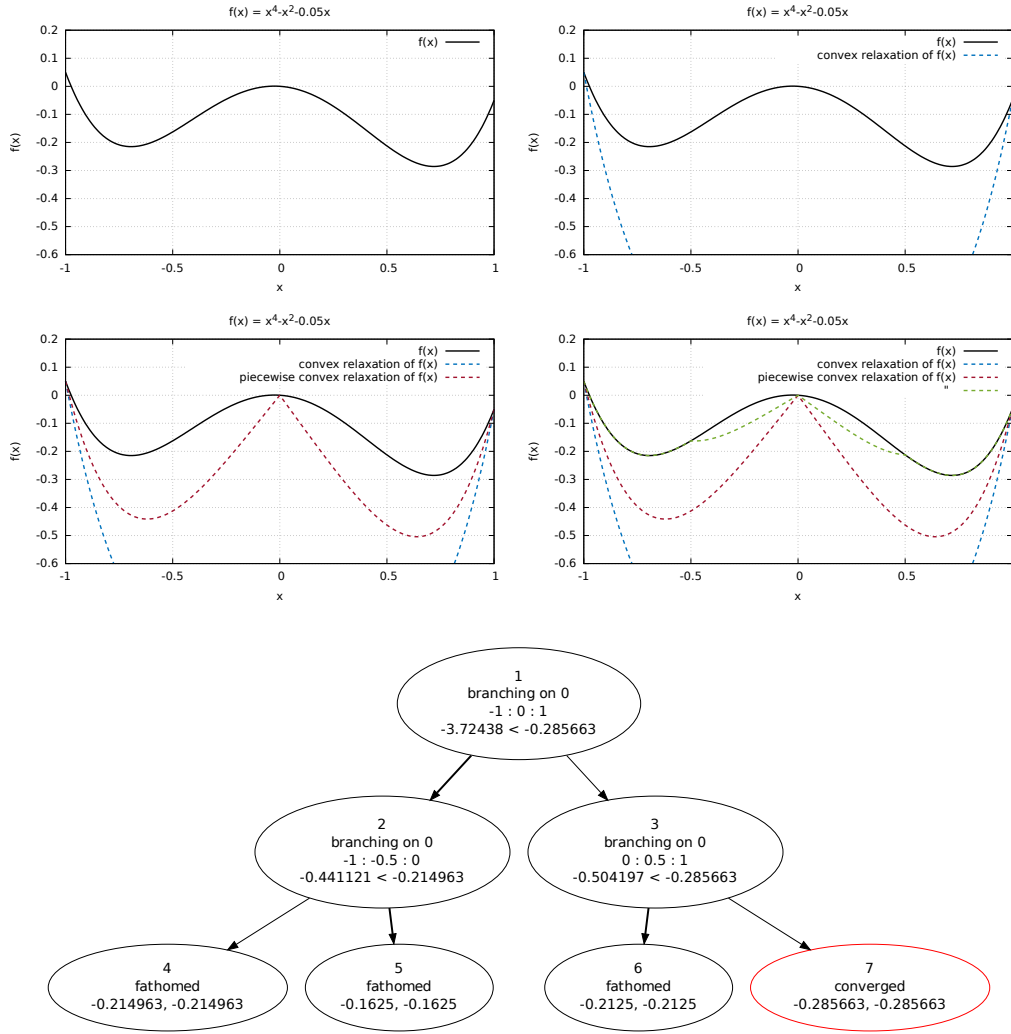 f(x) = x⁴-x²-0.05x
f(x)
0.2
0.1
0
-0.1
-0.2
-0.3
-0.4
-0.5
-0.6
f(x)
-1
-0.5
0
0.5
1
x
f(x) = x⁴-x²-0.05x
f(x)
convex relaxation of f(x)
0.2
0.1
0
-0.1
-0.2
-0.3
-0.4
-0.5
-0.6
f(x)
-1
-0.5
0
0.5
x
f(x) = x⁴-x²-0.05x
f(x)
convex relaxation of f(x)
piecewise convex relaxation of f(x)
0.2
0.1
0
-0.1
-0.2
-0.3
-0.4
-0.5
-0.6
f(x)
-1
-0.5
0
0.5
1
x
f(x) = x⁴-x²-0.05x
f(x)
convex relaxation of f(x)
piecewise convex relaxation of f(x)
"
0.2
0.1
0
-0.1
-0.2
-0.3
-0.4
-0.5
-0.6
f(x)
-1
-0.5
0
0.5
x
1
branching on 0
-1 : 0 : 1
-3.72438 < -0.285663
2
branching on 0
-1 : -0.5 : 0
-0.441121 < -0.214963
3
branching on 0
0 : 0.5 : 1
-0.504197 < -0.285663
4
fathomed
-0.214963, -0.214963
5
fathomed
-0.1625, -0.1625
6
fathomed
-0.2125, -0.2125
7
converged
-0.285663, -0.285663